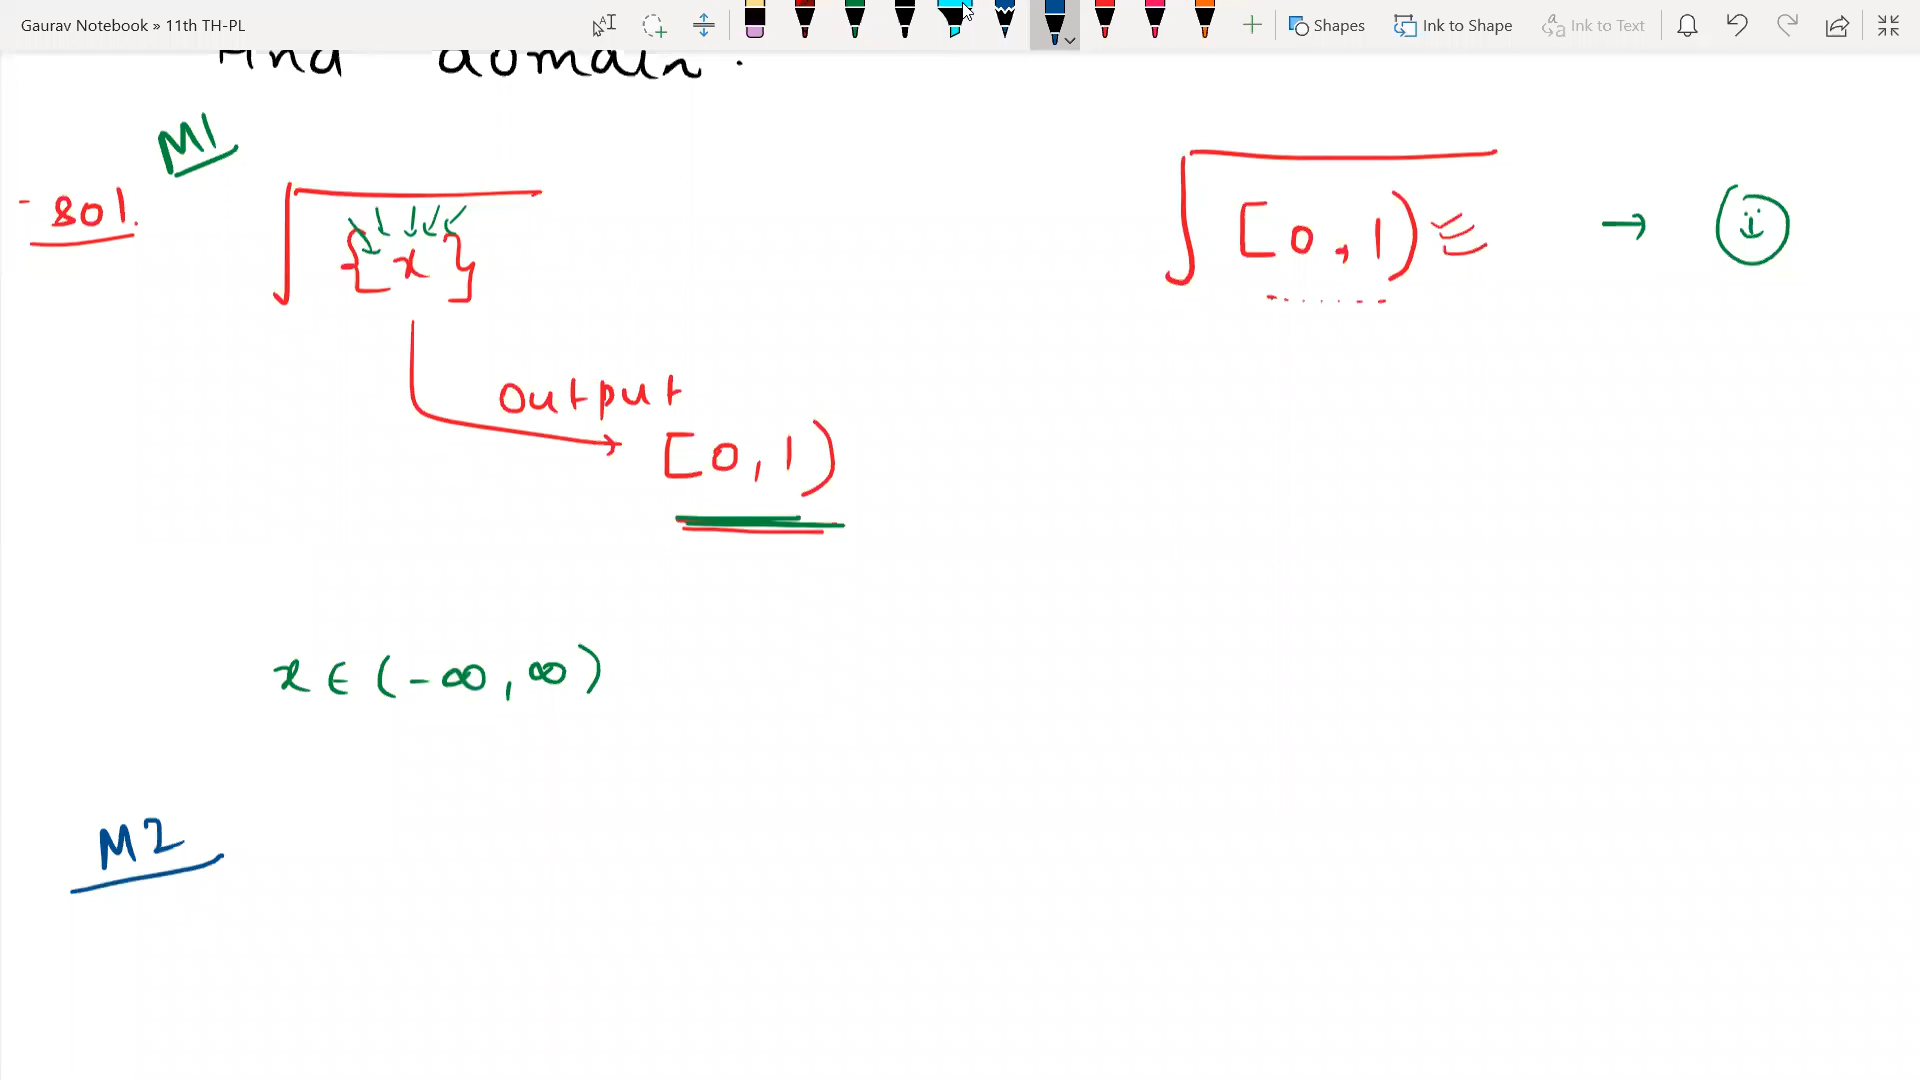 Gaurav Notebook » 11th TH-PL
Shapes
Ink to Shape
Ink to Text
find domain.
M1
sol.
√{x}
√[0,1) → 
output
[0,1)
x ∈ (-∞, ∞)
M2